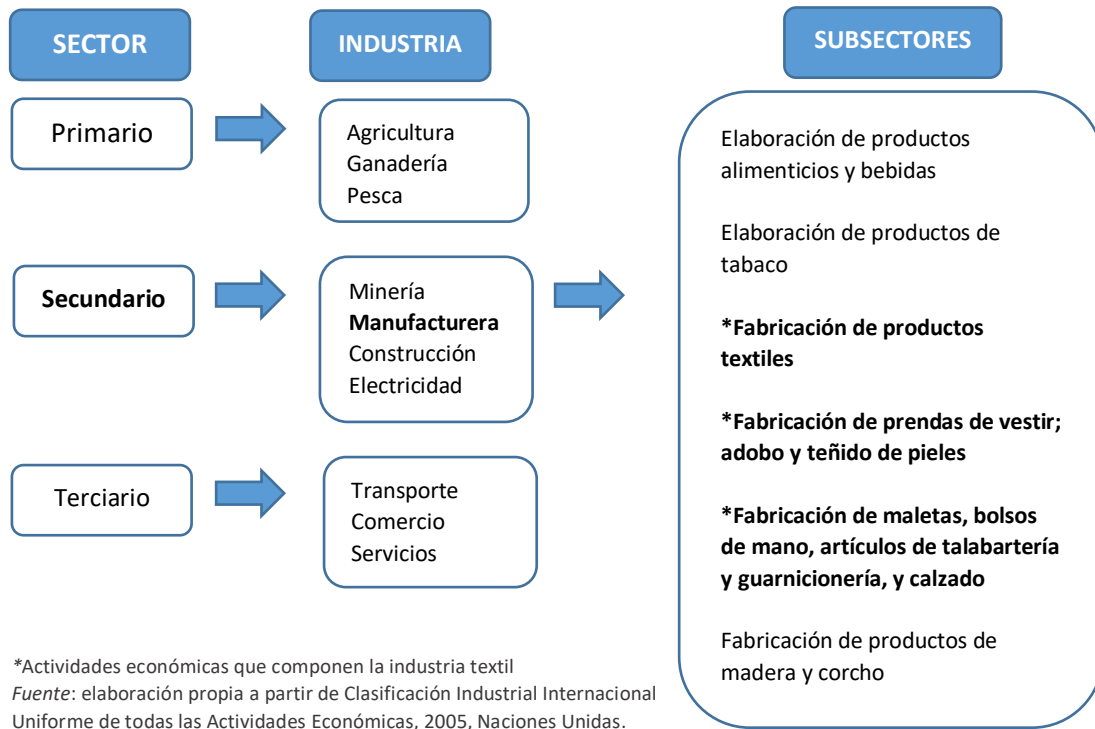 SECTOR
INDUSTRIA
SUBSECTORES
Primario
Agricultura
Ganadería
Pesca
Secundario
Minería
Manufacturera
Construcción
Electricidad
Terciario
Transporte
Comercio
Servicios
Elaboración de productos
alimenticios y bebidas
Elaboración de productos de
tabaco
*Fabricación de productos
textiles
*Fabricación de prendas de vestir;
adobo y teñido de pieles
*Fabricación de maletas, bolsos
de mano, artículos de talabartería
y guarnicionería, y calzado
Fabricación de productos de
madera y corcho
*Actividades económicas que componen la industria textil
Fuente: elaboración propia a partir de Clasificación Industrial Internacional
Uniforme de todas las Actividades Económicas, 2005, Naciones Unidas.